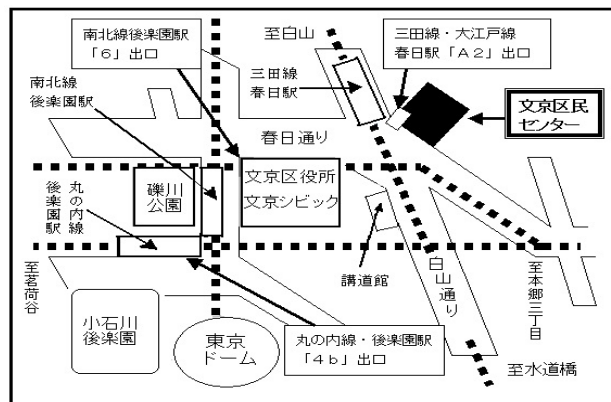 南北線後楽園駅
「６」出口
至白山
三田線・大江戸線
春日駅「Ａ２」出口
南北線
後楽園駅
三田線
春日駅
文京区民
センター
春日通り
丸の内線
後楽園駅
礫川
公園
文京区役所
文京シビック
至茗荷谷
講道館
白山通り
至本郷三丁目
小石川
後楽園
東京
ドーム
丸の内線・後楽園駅
「４ｂ」出口
至水道橋